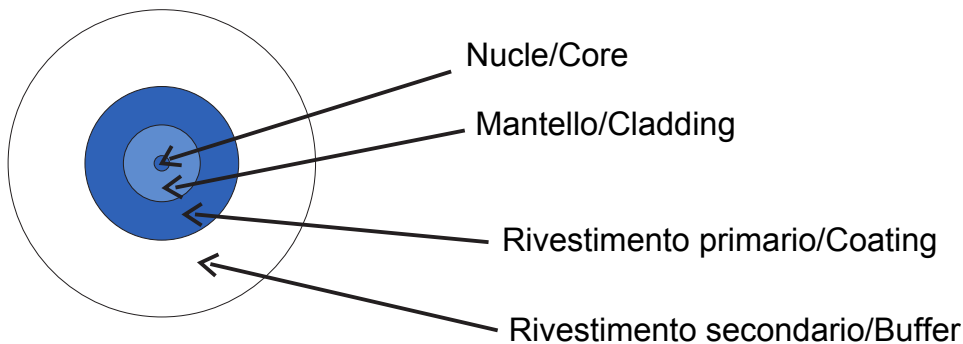 Nucle/Core
Mantello/Cladding
Rivestimento primario/Coating
Rivestimento secondario/Buffer